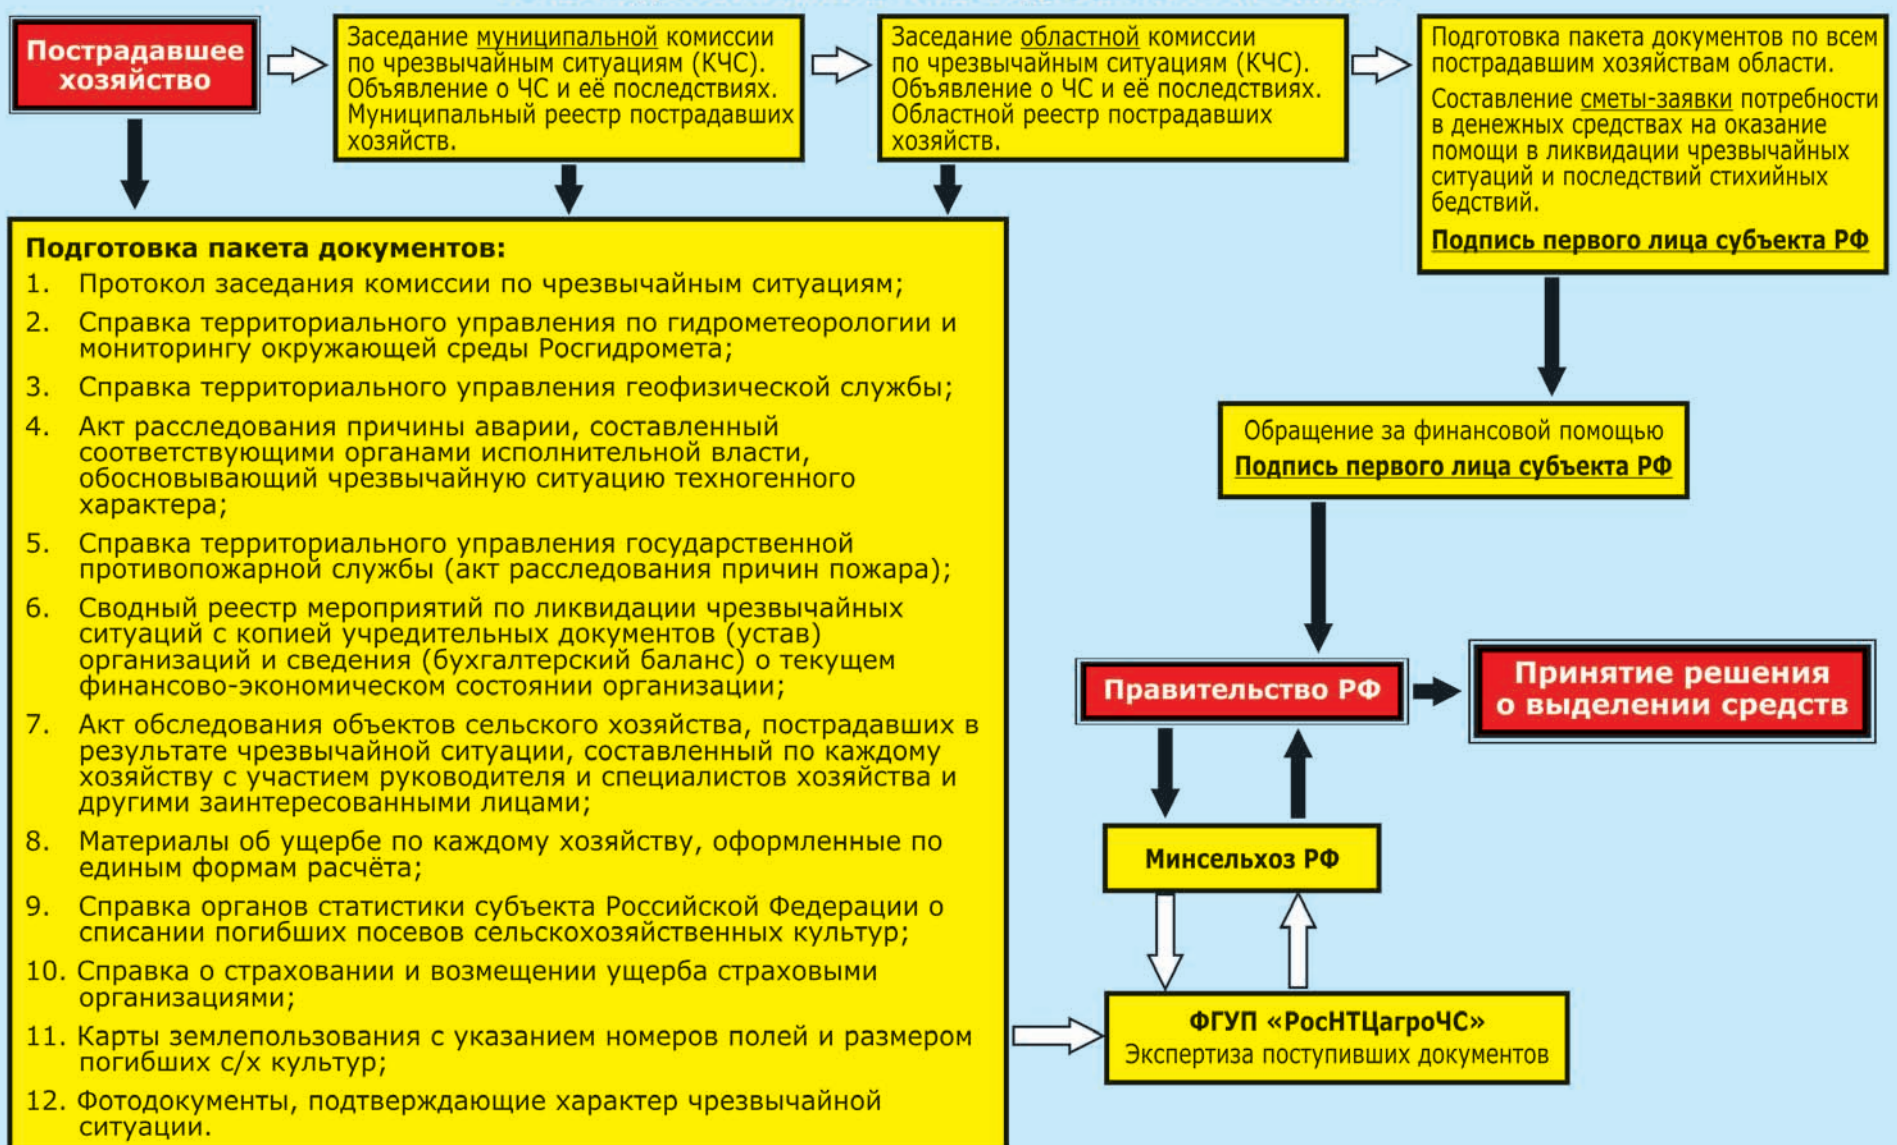 Пострадавшее
хозяйство
Заседание муниципальной комиссии
по чрезвычайным ситуациям (КЧС).
Объявление о ЧС и её последствиях.
Муниципальный реестр пострадавших
хозяйств.
Заседание областной комиссии
по чрезвычайным ситуациям (КЧС).
Объявление о ЧС и её последствиях.
Областной реестр пострадавших
хозяйств.
Подготовка пакета документов по всем
пострадавшим хозяйствам области.
Составление сметы-заявки потребности
в денежных средствах на оказание
помощи в ликвидации чрезвычайных
ситуаций и последствий стихийных
бедствий.
Подпись первого лица субъекта РФ
Подготовка пакета документов:
1. Протокол заседания комиссии по чрезвычайным ситуациям;
2. Справка территориального управления по гидрометеорологии и
мониторингу окружающей среды Росгидромета;
3. Справка территориального управления геофизической службы;
4. Акт расследования причины аварии, составленный
соответствующими органами исполнительной власти,
обосновывающий чрезвычайную ситуацию техногенного
характера;
5. Справка территориального управления государственной
противопожарной службы (акт расследования причин пожара);
6. Сводный реестр мероприятий по ликвидации чрезвычайных
ситуаций с копией учредительных документов (устав)
организаций и сведения (бухгалтерский баланс) о текущем
финансово-экономическом состоянии организации;
7. Акт обследования объектов сельского хозяйства, пострадавших в
результате чрезвычайной ситуации, составленный по каждому
хозяйству с участием руководителя и специалистов хозяйства и
другими заинтересованными лицами;
8. Материалы об ущербе по каждому хозяйству, оформленные по
единым формам расчёта;
9. Справка органов статистики субъекта Российской Федерации о
списании погибших посевов сельскохозяйственных культур;
10. Справка о страховании и возмещении ущерба страховыми
организациями;
11. Карты землепользования с указанием номеров полей и размером
погибших с/х культур;
12. Фотодокументы, подтверждающие характер чрезвычайной
ситуации.
Обращение за финансовой помощью
Подпись первого лица субъекта РФ
Правительство РФ
Принятие решения
о выделении средств
Минсельхоз РФ
ФГУП «РосНТЦагроЧС»
Экспертиза поступивших документов